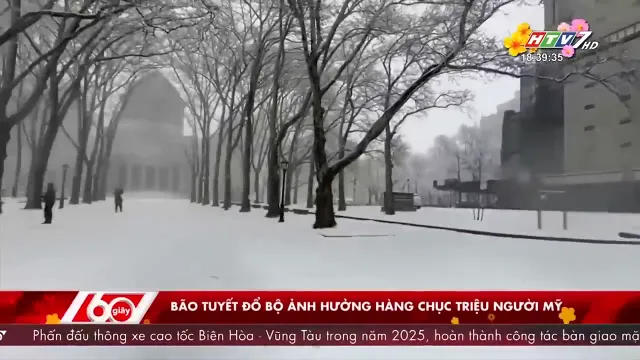 HTV7 HD
18:39:35
60 giây
BÃO TUYẾT ĐỔ BỘ ẢNH HƯỞNG HÀNG CHỤC TRIỆU NGƯỜI MỸ
Phấn đấu thông xe cao tốc Biên Hòa - Vũng Tàu trong năm 2025, hoàn thành công tác bàn giao mặ